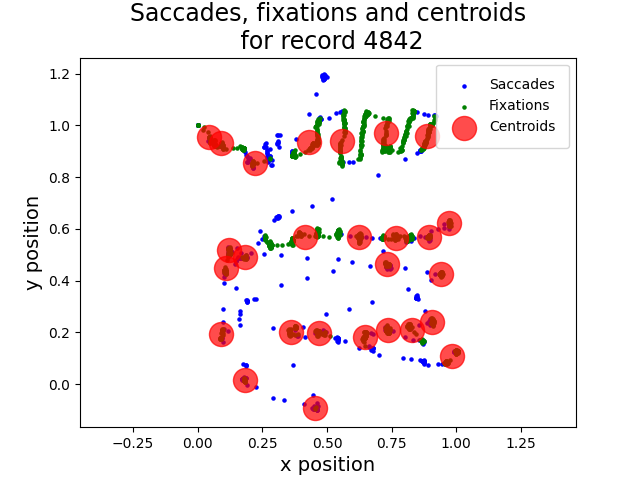 Saccades, fixations and centroids
for record 4842
Saccades
Fixations
Centroids
y position
1.2
1.0
0.8
0.6
0.4
0.2
0.0
−0.25 0.00 0.25 0.50 0.75 1.00 1.25
x position